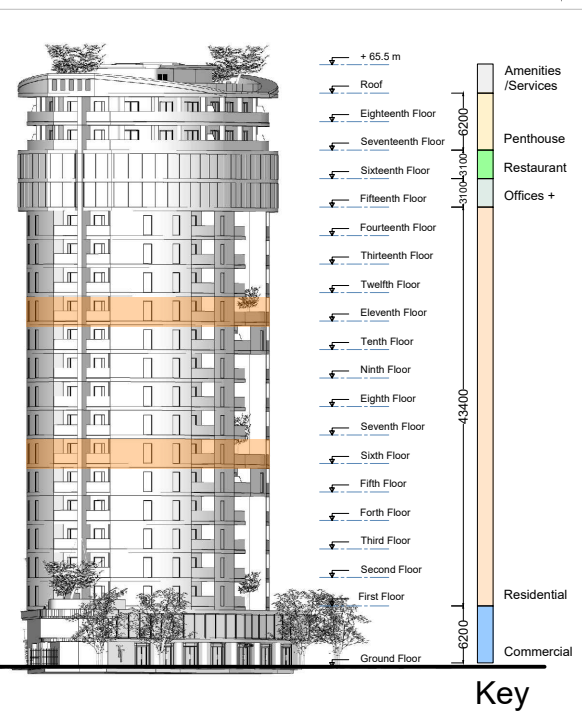 + 65.5 m
Roof
Eighteenth Floor
Seventeenth Floor
Sixteenth Floor
Fifteenth Floor
Fourteenth Floor
Thirteenth Floor
Twelfth Floor
Eleventh Floor
Tenth Floor
Ninth Floor
Eighth Floor
Seventh Floor
Sixth Floor
Fifth Floor
Forth Floor
Third Floor
Second Floor
First Floor
Ground Floor
6200
3100
3100
43400
6200
Amenities
/Services
Penthouse
Restaurant
Offices +
Residential
Commercial
Key